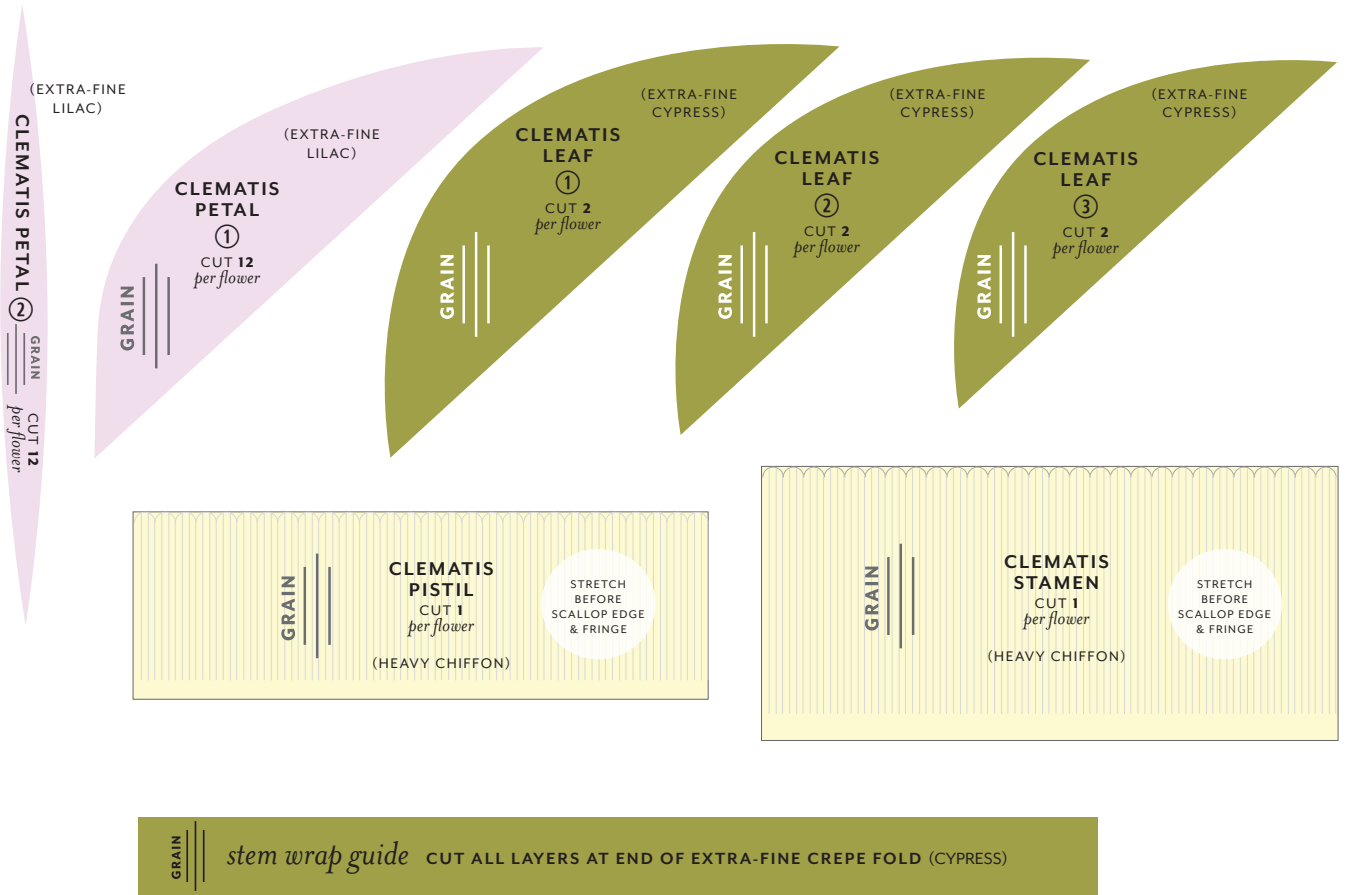 (EXTRA-FINE
LILAC)
CLEMATIS PETAL
2
GRAIN
CUT 12
per flower
(EXTRA-FINE
LILAC)
CLEMATIS
PETAL
1
CUT 12
per flower
GRAIN
(EXTRA-FINE
CYPRESS)
CLEMATIS
LEAF
1
CUT 2
per flower
GRAIN
(EXTRA-FINE
CYPRESS)
CLEMATIS
LEAF
2
CUT 2
per flower
GRAIN
(EXTRA-FINE
CYPRESS)
CLEMATIS
LEAF
3
CUT 2
per flower
GRAIN
GRAIN
CLEMATIS
PISTIL
CUT 1
per flower
(HEAVY CHIFFON)
STRETCH
BEFORE
SCALLOP EDGE
& FRINGE
GRAIN
CLEMATIS
STAMEN
CUT 1
per flower
(HEAVY CHIFFON)
STRETCH
BEFORE
SCALLOP EDGE
& FRINGE
GRAIN
stem wrap guide CUT ALL LAYERS AT END OF EXTRA-FINE CREPE FOLD (CYPRESS)